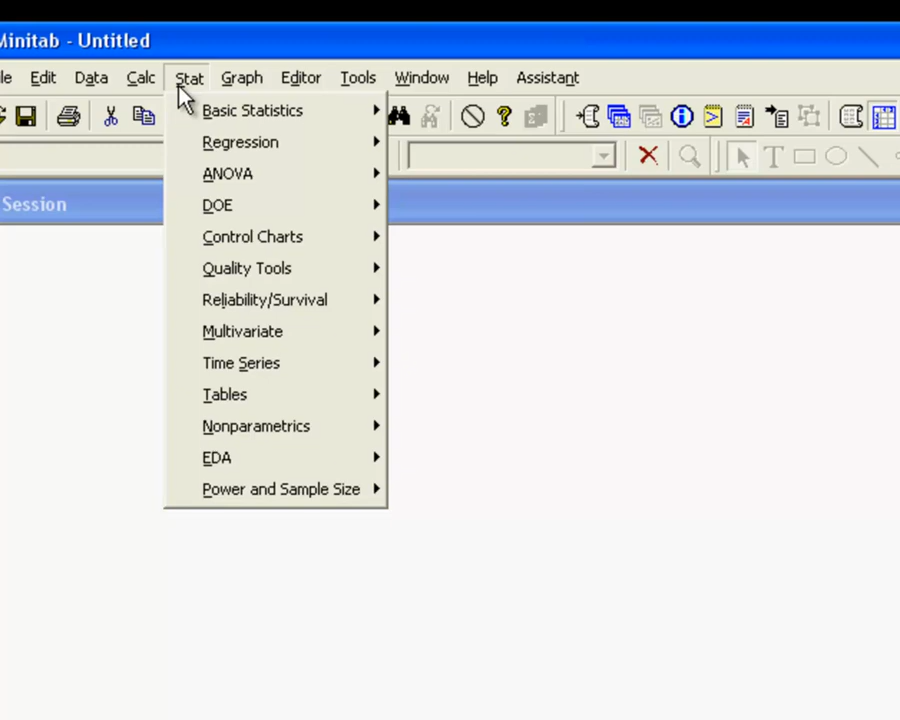 Minitab - Untitled
le Edit Data Calc Stat Graph Editor Tools Window Help Assistant
Basic Statistics
Regression
ANOVA
DOE
Session
Control Charts
Quality Tools
Reliability/Survival
Multivariate
Time Series
Tables
Nonparametrics
EDA
Power and Sample Size